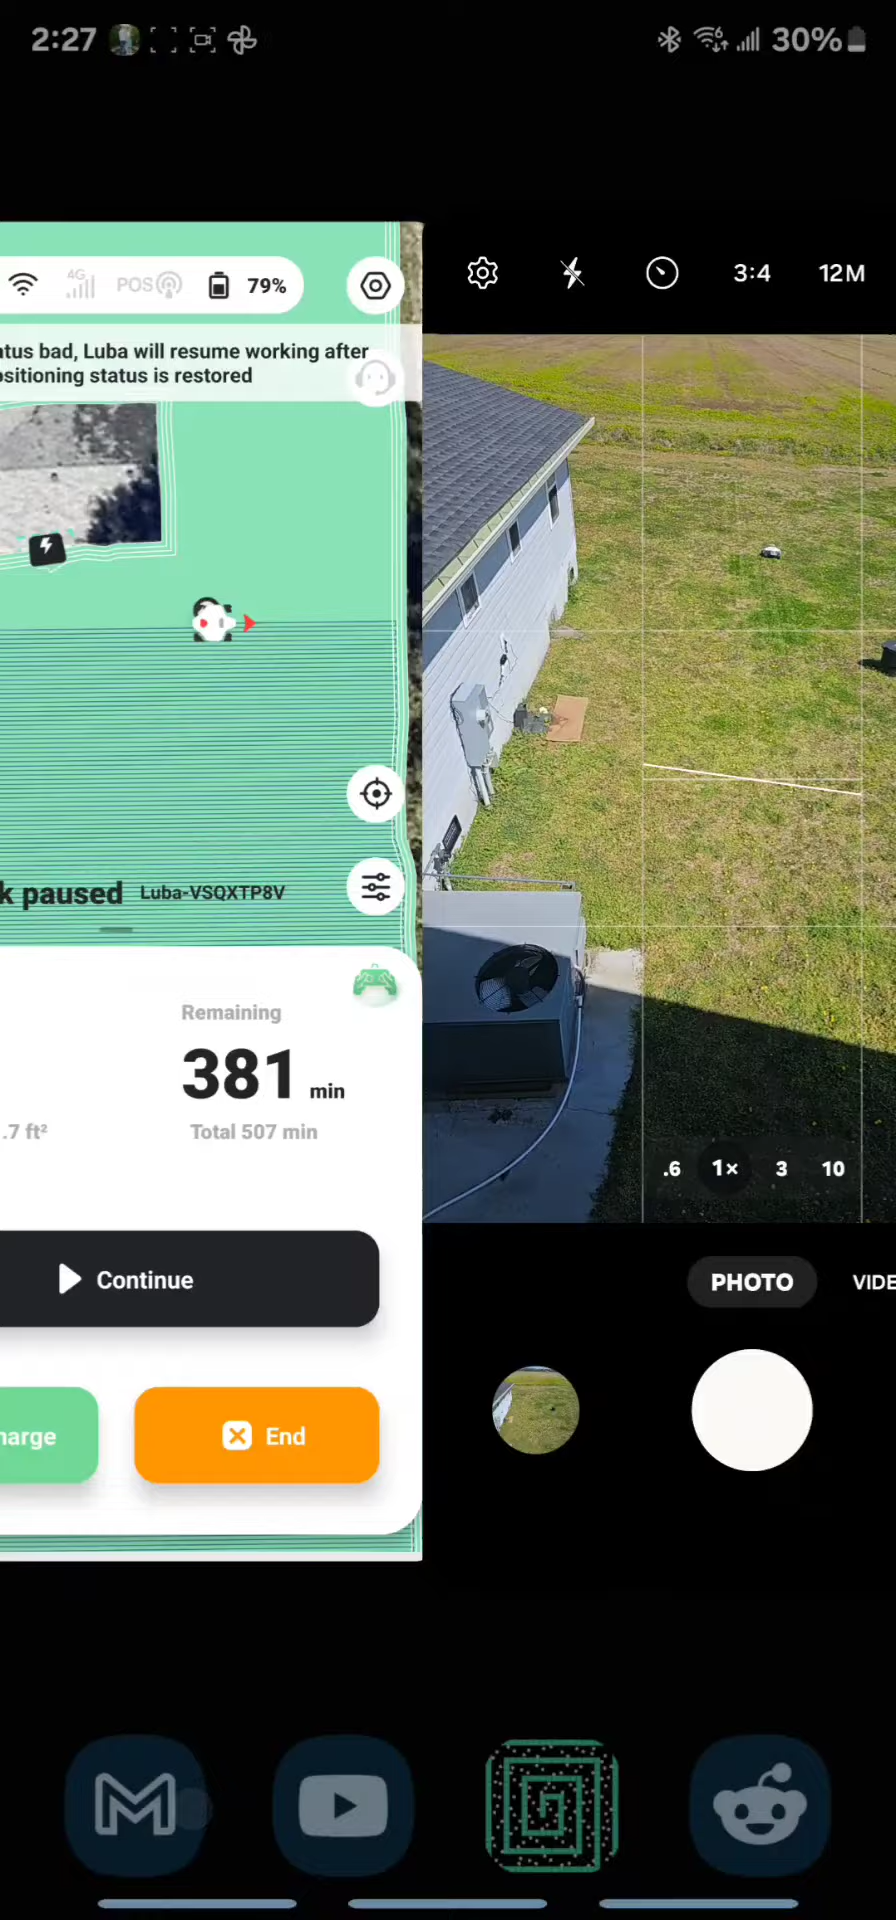 2:27
30%
4G
POS
79%
atus bad, Luba will resume working after
ositioning status is restored
3:4
12M
k paused
Luba-VSQXTP8V
Remaining
381 min
.7 ft²
Total 507 min
.6
1×
3
10
Continue
PHOTO
VIDE
harge
End